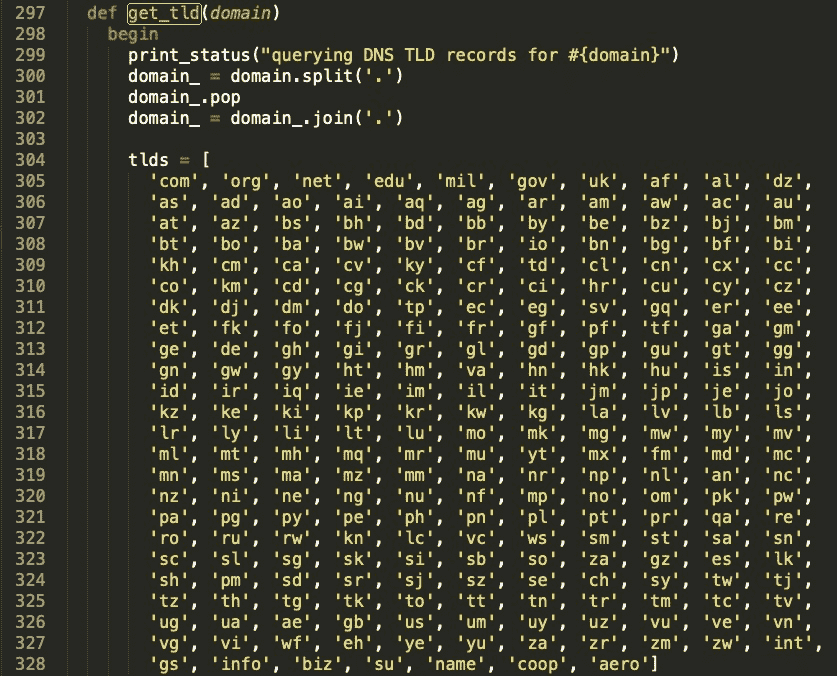 297 def get_tld(domain)
298 begin
299 print_status("querying DNS TLD records for #{domain}")
300 domain_ = domain.split('.')
301 domain_.pop
302 domain_ = domain_.join('.')
303
304 tlds = [
305 'com', 'org', 'net', 'edu', 'mil', 'gov', 'uk', 'af', 'al', 'dz',
306 'as', 'ad', 'ao', 'ai', 'aq', 'ag', 'ar', 'am', 'aw', 'ac', 'au',
307 'at', 'az', 'bs', 'bh', 'bd', 'bb', 'by', 'be', 'bz', 'bj', 'bm',
308 'bt', 'bo', 'ba', 'bw', 'bv', 'br', 'io', 'bn', 'bg', 'bf', 'bi',
309 'kh', 'cm', 'ca', 'cv', 'ky', 'cf', 'td', 'cl', 'cn', 'cx', 'cc',
310 'co', 'km', 'cd', 'cg', 'ck', 'cr', 'ci', 'hr', 'cu', 'cy', 'cz',
311 'dk', 'dj', 'dm', 'do', 'tp', 'ec', 'eg', 'sv', 'gq', 'er', 'ee',
312 'et', 'fk', 'fo', 'fj', 'fi', 'fr', 'gf', 'pf', 'tf', 'ga', 'gm',
313 'ge', 'de', 'gh', 'gi', 'gr', 'gl', 'gd', 'gp', 'gu', 'gt', 'gg',
314 'gn', 'gw', 'gy', 'ht', 'hm', 'va', 'hn', 'hk', 'hu', 'is', 'in',
315 'id', 'ir', 'iq', 'ie', 'im', 'il', 'it', 'jm', 'jp', 'je', 'jo',
316 'kz', 'ke', 'ki', 'kp', 'kr', 'kw', 'kg', 'la', 'lv', 'lb', 'ls',
317 'lr', 'ly', 'li', 'lt', 'lu', 'mo', 'mk', 'mg', 'mw', 'my', 'mv',
318 'ml', 'mt', 'mh', 'mq', 'mr', 'mu', 'yt', 'mx', 'fm', 'md', 'mc',
319 'mn', 'ms', 'ma', 'mz', 'mm', 'na', 'nr', 'np', 'nl', 'an', 'nc',
320 'nz', 'ni', 'ne', 'ng', 'nu', 'nf', 'mp', 'no', 'om', 'pk', 'pw',
321 'pa', 'pg', 'py', 'pe', 'ph', 'pn', 'pl', 'pt', 'pr', 'qa', 're',
322 'ro', 'ru', 'rw', 'kn', 'lc', 'vc', 'ws', 'sm', 'st', 'sa', 'sn',
323 'sc', 'sl', 'sg', 'sk', 'si', 'sb', 'so', 'za', 'gz', 'es', 'lk',
324 'sh', 'pm', 'sd', 'sr', 'sj', 'sz', 'se', 'ch', 'sy', 'tw', 'tj',
325 'tz', 'th', 'tg', 'tk', 'to', 'tt', 'tn', 'tr', 'tm', 'tc', 'tv',
326 'ug', 'ua', 'ae', 'gb', 'us', 'um', 'uy', 'uz', 'vu', 've', 'vn',
327 'vg', 'vi', 'wf', 'eh', 'ye', 'yu', 'za', 'zr', 'zm', 'zw', 'int',
328 'gs', 'info', 'biz', 'su', 'name', 'coop', 'aero']